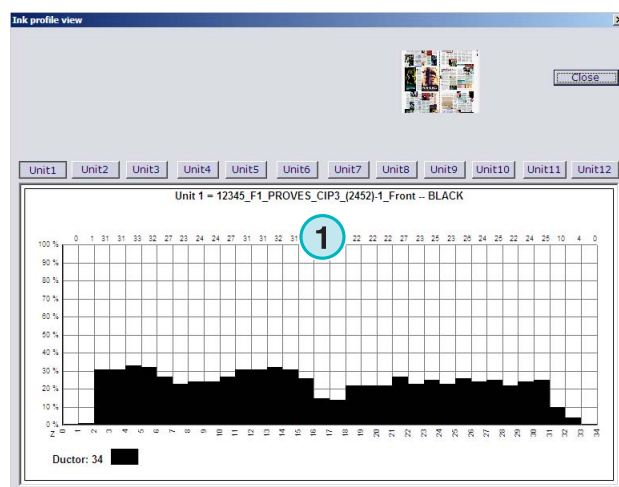 Ink profile view
Close
Unit1 Unit2 Unit3 Unit4 Unit5 Unit6 Unit7 Unit8 Unit9 Unit10 Unit11 Unit12
Unit 1 = 12345_F1_PROVES_CIP3_(2452)-1_Front -- BLACK
1
0 1 31 31 33 32 27 23 24 24 27 31 31 32 31 22 22 22 27 23 25 23 26 24 25 22 24 25 10 4 0
100 %
90 %
80 %
70 %
60 %
50 %
40 %
30 %
20 %
10 %
0 %
Z 0 1 2 3 4 5 6 7 8 9 10 11 12 13 14 15 16 17 18 19 20 21 22 23 24 25 26 27 28 29 30 31 32 33 34
Ductor: 34